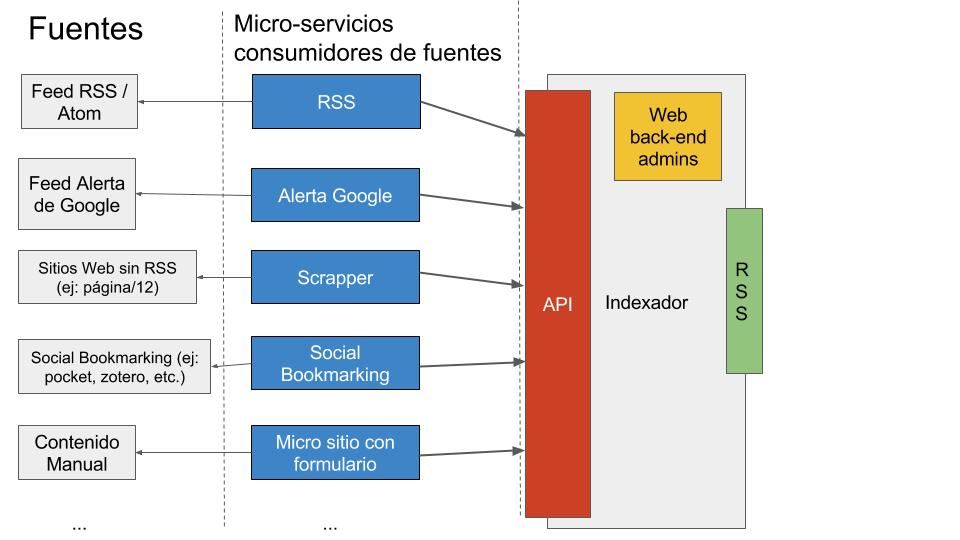 Fuentes
Micro-servicios
consumidores de fuentes
Feed RSS /
Atom
RSS
Feed Alerta
de Google
Alerta Google
Sitios Web sin RSS
(ej: página/12)
Scrapper
Social Bookmarking (ej:
pocket, zotero, etc.)
Social
Bookmarking
Contenido
Manual
Micro sitio con
formulario
...
...
API
Web
back-end
admins
Indexador
R
S
S